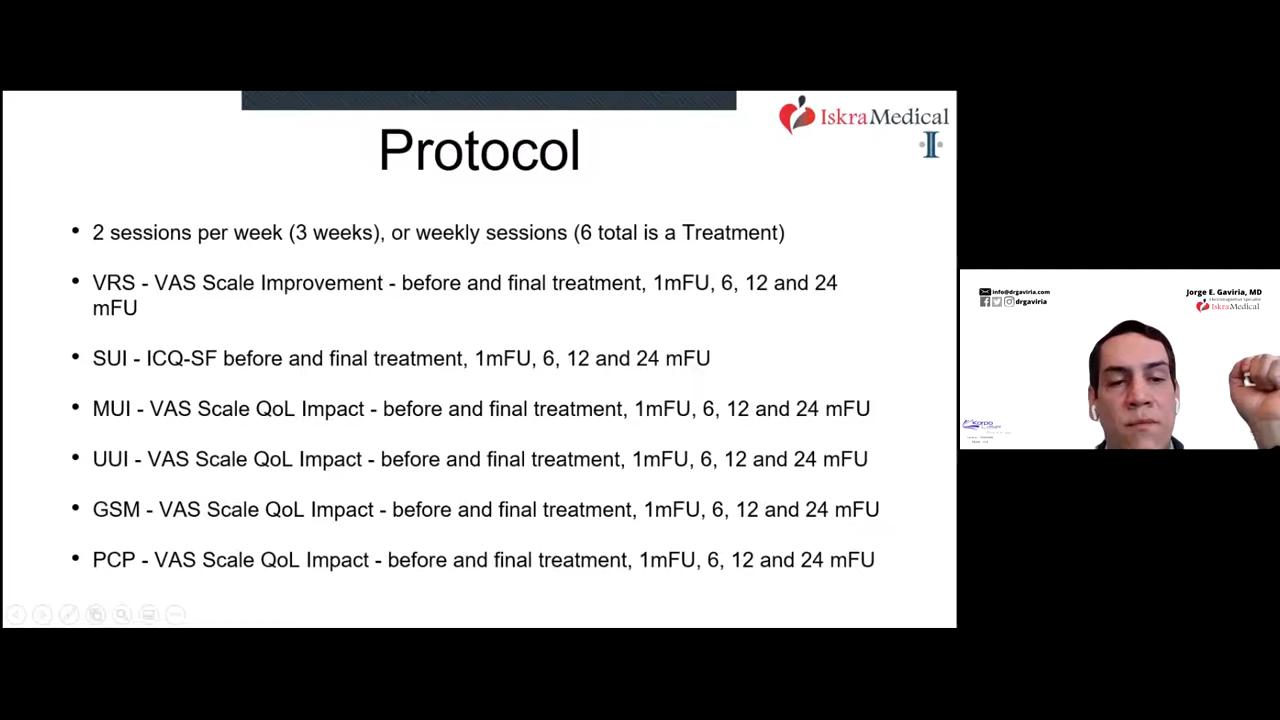 IskraMedical
I
Protocol
• 2 sessions per week (3 weeks), or weekly sessions (6 total is a Treatment)
• VRS - VAS Scale Improvement - before and final treatment, 1mFU, 6, 12 and 24
mFU
• SUI - ICQ-SF before and final treatment, 1mFU, 6, 12 and 24 mFU
• MUI - VAS Scale QoL Impact - before and final treatment, 1mFU, 6, 12 and 24 mFU
• UUI - VAS Scale QoL Impact - before and final treatment, 1mFU, 6, 12 and 24 mFU
• GSM - VAS Scale QoL Impact - before and final treatment, 1mFU, 6, 12 and 24 mFU
• PCP - VAS Scale QoL Impact - before and final treatment, 1mFU, 6, 12 and 24 mFU
info@drgaviria.com
drgaviria
Jorge E. Gaviria, MD
IskraMedical